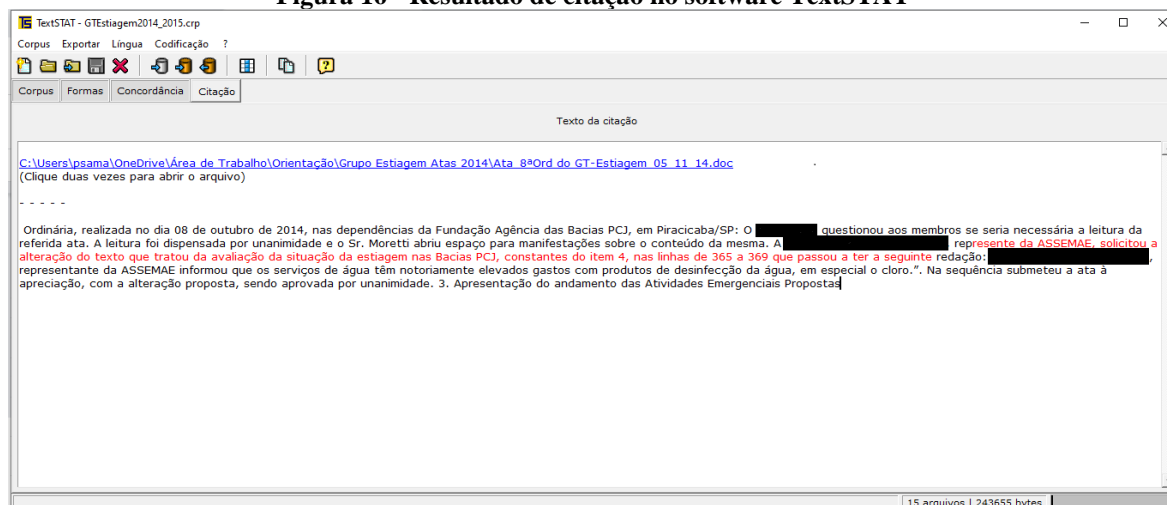 Figura 16 - Resultado de citação no software TextSTAT
TextSTAT - GTEstiagem2014_2015.crp
Corpus Exportar Língua Codificação ?
Corpus Formas Concordância Citação
Texto da citação
C:\Users\psama\OneDrive\Área de Trabalho\Orientação\Grupo Estiagem Atas 2014\Ata_8ªOrd do GT-Estiagem_05_11_14.doc
(Clique duas vezes para abrir o arquivo)
- - - - -
Ordinária, realizada no dia 08 de outubro de 2014, nas dependências da Fundação Agência das Bacias PCJ, em Piracicaba/SP: O questionou aos membros se seria necessária a leitura da
referida ata. A leitura foi dispensada por unanimidade e o Sr. Moretti abriu espaço para manifestações sobre o conteúdo da mesma. A represente da ASSEMAE, solicitou a
alteração do texto que tratou da avaliação da situação da estiagem nas Bacias PCJ, constantes do item 4, nas linhas de 365 a 369 que passou a ter a seguinte redação: ,
representante da ASSEMAE informou que os serviços de água têm notoriamente elevados gastos com produtos de desinfecção da água, em especial o cloro.”. Na sequência submeteu a ata à
apreciação, com a alteração proposta, sendo aprovada por unanimidade. 3. Apresentação do andamento das Atividades Emergenciais Propostas
15 arquivos | 243655 bytes